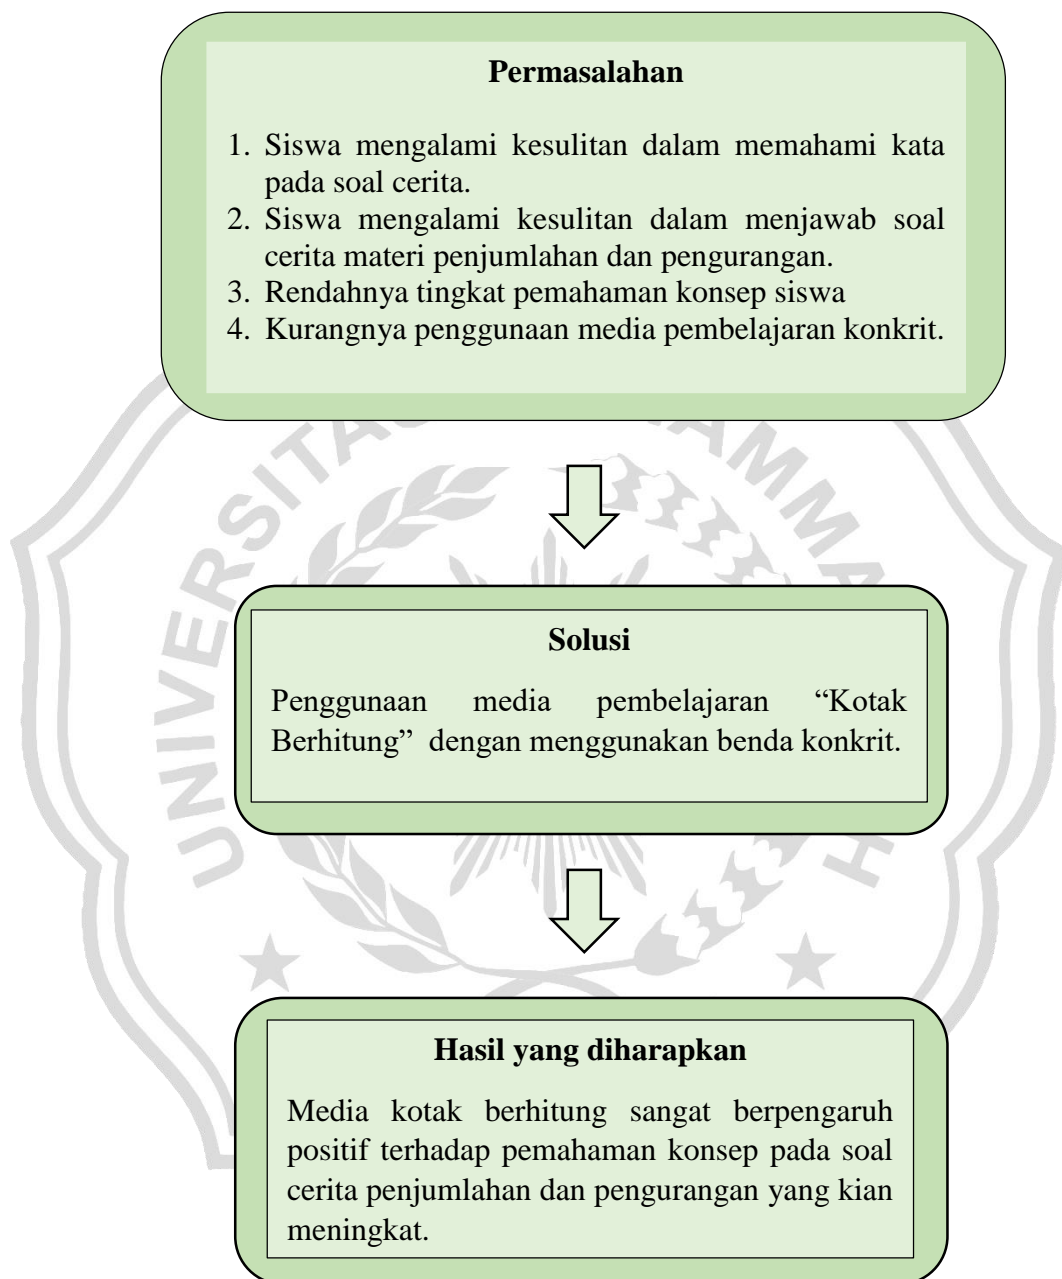 Permasalahan
1. Siswa mengalami kesulitan dalam memahami kata
pada soal cerita.
2. Siswa mengalami kesulitan dalam menjawab soal
cerita materi penjumlahan dan pengurangan.
3. Rendahnya tingkat pemahaman konsep siswa
4. Kurangnya penggunaan media pembelajaran konkrit.
Solusi
Penggunaan media pembelajaran “Kotak
Berhitung” dengan menggunakan benda konkrit.
Hasil yang diharapkan
Media kotak berhitung sangat berpengaruh
positif terhadap pemahaman konsep pada soal
cerita penjumlahan dan pengurangan yang kian
meningkat.